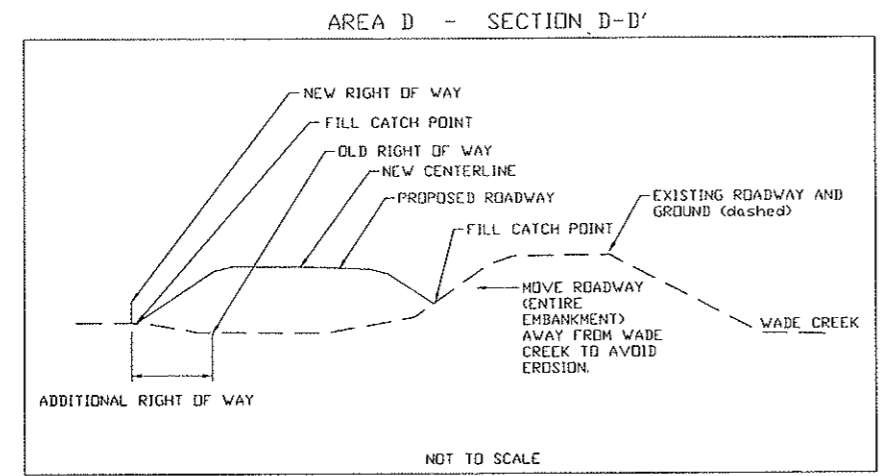 AREA D - SECTION D-D'
NEW RIGHT OF WAY
FILL CATCH POINT
OLD RIGHT OF WAY
NEW CENTERLINE
PROPOSED ROADWAY
FILL CATCH POINT
EXISTING ROADWAY AND
GROUND (dashed)
MOVE ROADWAY
(ENTIRE
EMBANKMENT)
AWAY FROM WADE
CREEK TO AVOID
EROSION.
WADE CREEK
ADDITIONAL RIGHT OF WAY
NOT TO SCALE